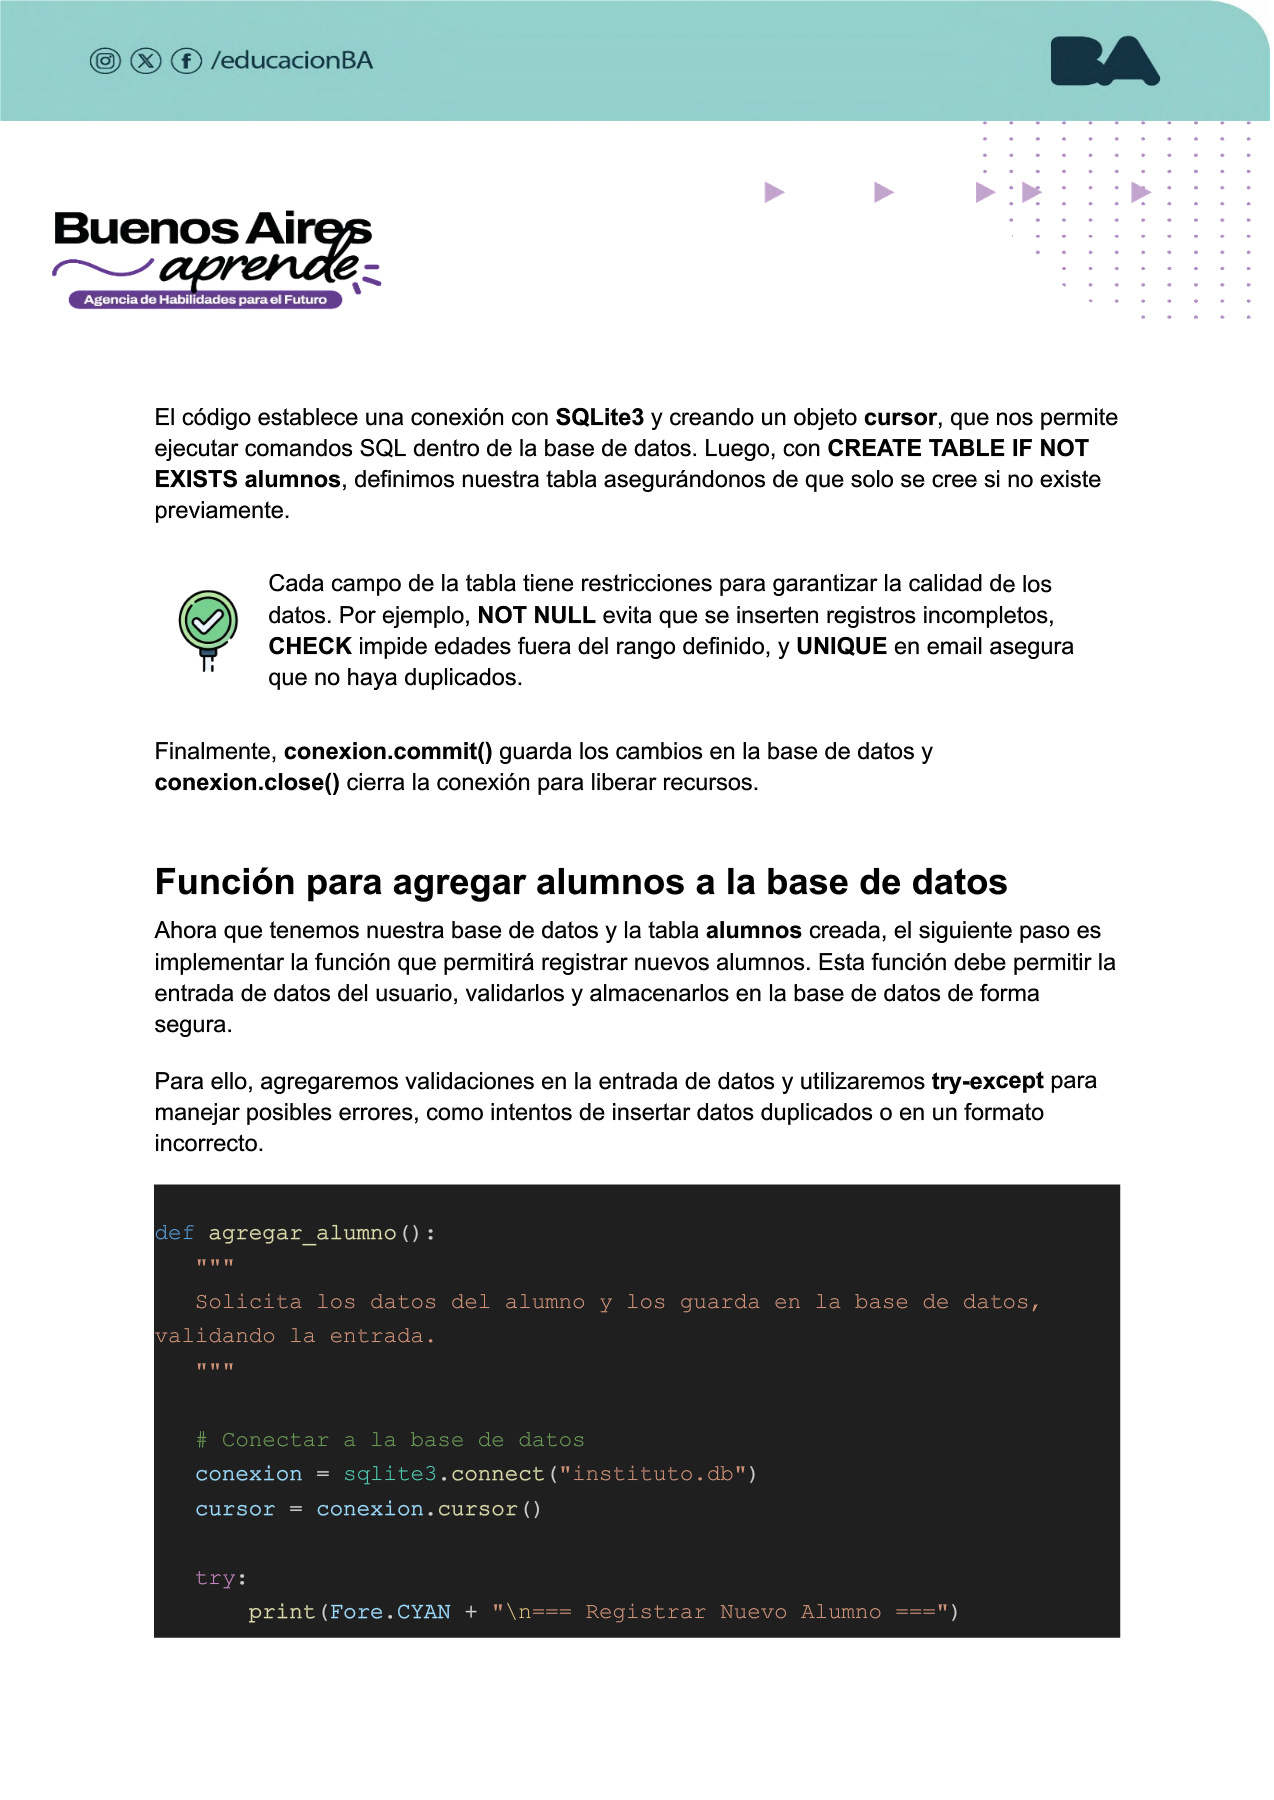 /educacionBA
BA
Buenos Aires
aprende
Agencia de Habilidades para el Futuro
El código establece una conexión con SQLite3 y creando un objeto cursor, que nos permite
ejecutar comandos SQL dentro de la base de datos. Luego, con CREATE TABLE IF NOT
EXISTS alumnos, definimos nuestra tabla asegurándonos de que solo se cree si no existe
previamente.
Cada campo de la tabla tiene restricciones para garantizar la calidad de los
datos. Por ejemplo, NOT NULL evita que se inserten registros incompletos,
CHECK impide edades fuera del rango definido, y UNIQUE en email asegura
que no haya duplicados.
Finalmente, conexion.commit() guarda los cambios en la base de datos y
conexion.close() cierra la conexión para liberar recursos.
Función para agregar alumnos a la base de datos
Ahora que tenemos nuestra base de datos y la tabla alumnos creada, el siguiente paso es
implementar la función que permitirá registrar nuevos alumnos. Esta función debe permitir la
entrada de datos del usuario, validarlos y almacenarlos en la base de datos de forma
segura.
Para ello, agregaremos validaciones en la entrada de datos y utilizaremos try-except para
manejar posibles errores, como intentos de insertar datos duplicados o en un formato
incorrecto.
def agregar_alumno():
"""
Solicita los datos del alumno y los guarda en la base de datos,
validando la entrada.
"""
# Conectar a la base de datos
conexion = sqlite3.connect("instituto.db")
cursor = conexion.cursor()
try:
print(Fore.CYAN + "\n=== Registrar Nuevo Alumno ===")